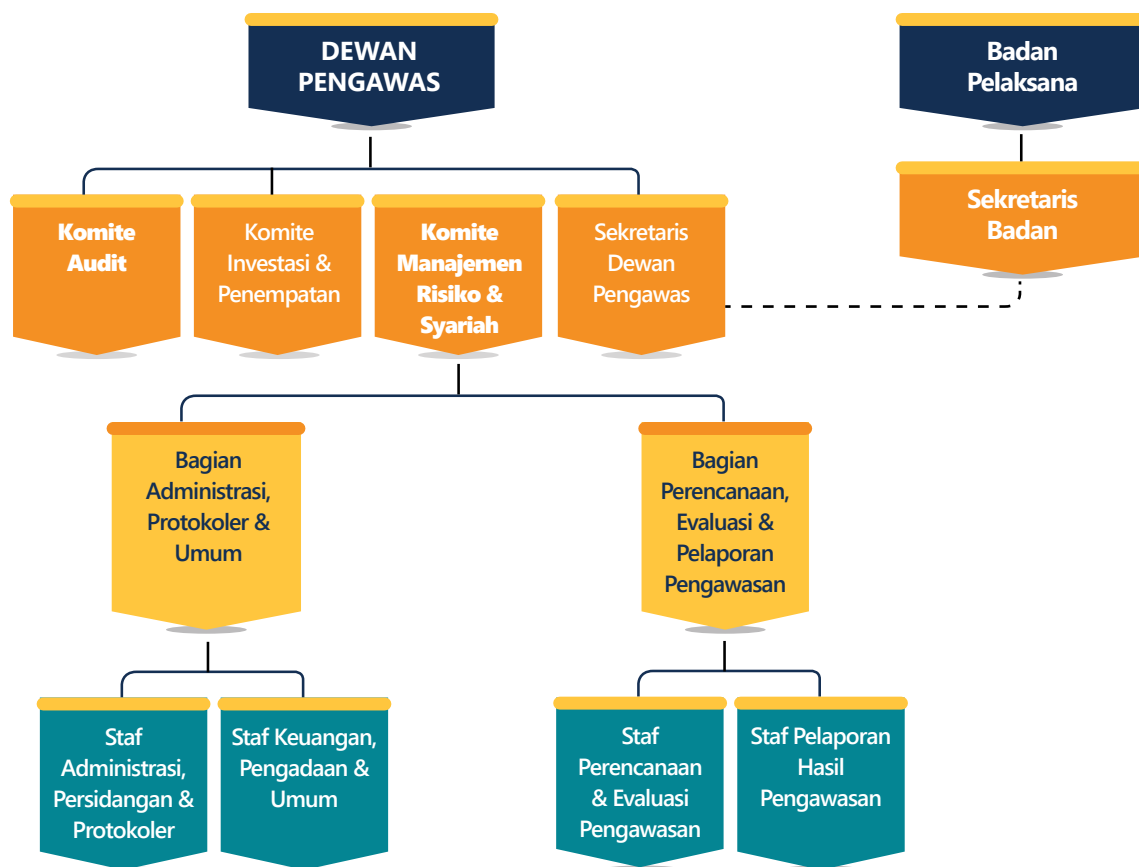 DEWAN
PENGAWAS
Badan
Pelaksana
Komite
Audit
Komite
Investasi &
Penempatan
Komite
Manajemen
Risiko &
Syariah
Sekretaris
Dewan
Pengawas
Sekretaris
Badan
Bagian
Administrasi,
Protokoler &
Umum
Bagian
Perencanaan,
Evaluasi &
Pelaporan
Pengawasan
Staf
Administrasi,
Persidangan &
Protokoler
Staf Keuangan,
Pengadaan &
Umum
Staf
Perencanaan
& Evaluasi
Pengawasan
Staf Pelaporan
Hasil
Pengawasan